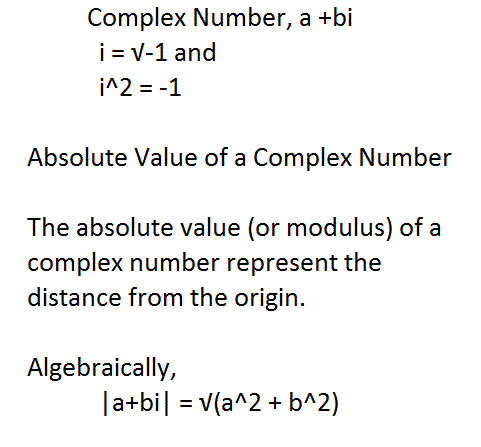 Complex Number, a +bi
i = √-1 and
i^2 = -1
Absolute Value of a Complex Number
The absolute value (or modulus) of a
complex number represent the
distance from the origin.
Algebraically,
|a+bi| = √(a^2 + b^2)